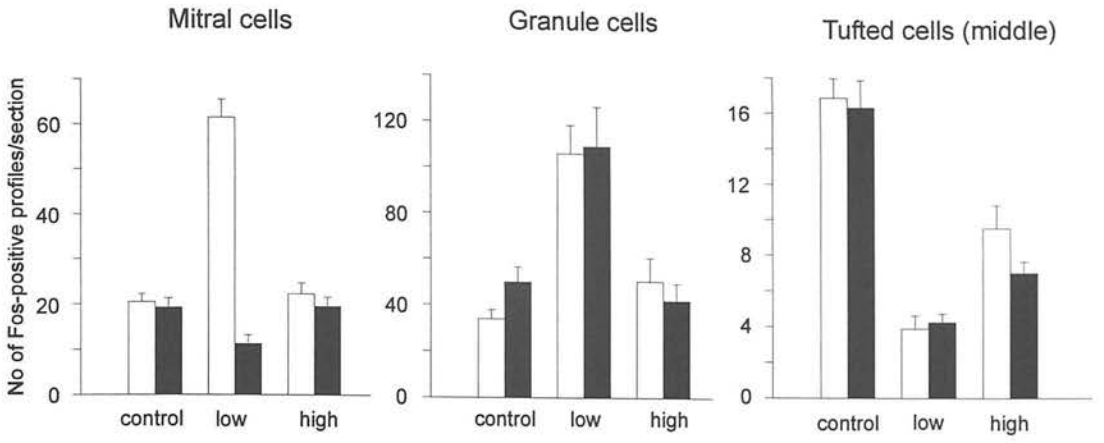 Mitral cells
Granule cells
Tufted cells (middle)
No of Fos-positive profiles/section
60
40
20
0
control low high
120
80
40
0
control low high
16
12
8
4
0
control low high